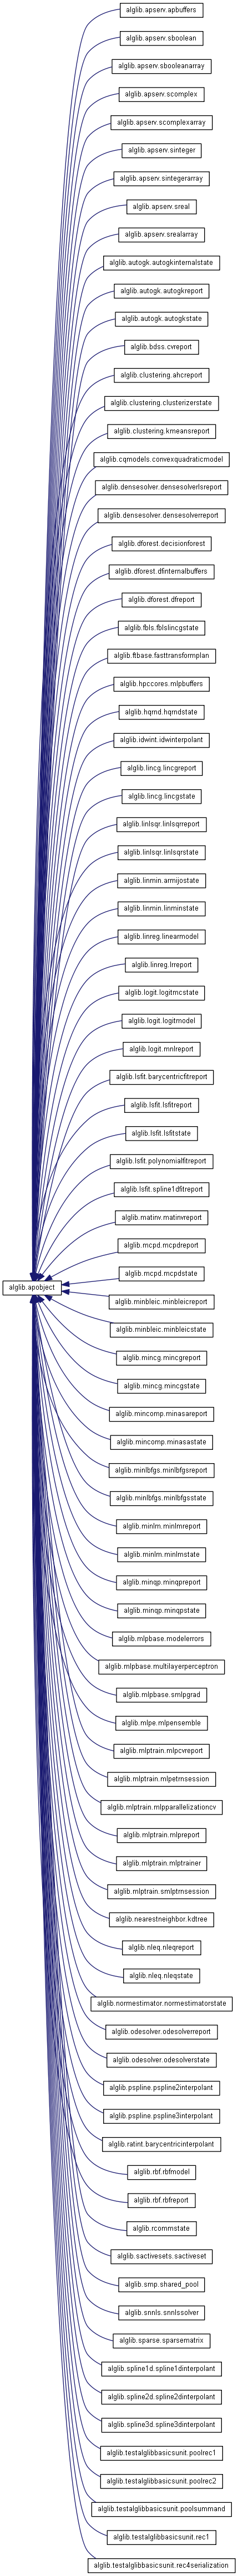 alglib.apserv.apbuffers
alglib.apserv.sboolean
alglib.apserv.sbooleanarray
alglib.apserv.scomplex
alglib.apserv.scomplexarray
alglib.apserv.sinteger
alglib.apserv.sintegerarray
alglib.apserv.sreal
alglib.apserv.srealarray
alglib.autogk.autogkinternalstate
alglib.autogk.autogkreport
alglib.autogk.autogkstate
alglib.bdss.cvreport
alglib.clustering.ahcreport
alglib.clustering.clusterizerstate
alglib.clustering.kmeansreport
alglib.cqmodels.convexquadraticmodel
alglib.densesolver.densesolverlsreport
alglib.densesolver.densesolverreport
alglib.dforest.decisionforest
alglib.dforest.dfinternalbuffers
alglib.dforest.dfreport
alglib.fbls.fblslincgstate
alglib.ftbase.fasttransformplan
alglib.hpccores.mlpbuffers
alglib.hqrnd.hqrndstate
alglib.idwint.idwinterpolant
alglib.lincg.lincgreport
alglib.lincg.lincgstate
alglib.linlsqr.linlsqrreport
alglib.linlsqr.linlsqrstate
alglib.linmin.armijostate
alglib.linmin.linminstate
alglib.linreg.linearmodel
alglib.linreg.lrreport
alglib.logit.logitmcstate
alglib.logit.logitmodel
alglib.logit.mnlreport
alglib.lsfit.barycentricfitreport
alglib.lsfit.lsfitreport
alglib.lsfit.lsfitstate
alglib.lsfit.polynomialfitreport
alglib.lsfit.spline1dfitreport
alglib.matinv.matinvreport
alglib.mcpd.mcpdreport
alglib.mcpd.mcpdstate
alglib.apobject
alglib.minbleic.minbleicreport
alglib.minbleic.minbleicstate
alglib.mincg.mincgreport
alglib.mincg.mincgstate
alglib.mincomp.minasareport
alglib.mincomp.minasastate
alglib.minlbfgs.minlbfgsreport
alglib.minlbfgs.minlbfgsstate
alglib.minlm.minlmreport
alglib.minlm.minlmstate
alglib.minqp.minqpreport
alglib.minqp.minqpstate
alglib.mlpbase.modelerrors
alglib.mlpbase.multilayerperceptron
alglib.mlpbase.smlpgrad
alglib.mlpe.mlpensemble
alglib.mlptrain.mlpcvreport
alglib.mlptrain.mlpetrnsession
alglib.mlptrain.mlpparallelizationcv
alglib.mlptrain.mlpreport
alglib.mlptrain.mlptrainer
alglib.mlptrain.smlptrnsession
alglib.nearestneighbor.kdtree
alglib.nleq.nleqreport
alglib.nleq.nleqstate
alglib.normestimator.normestimatorstate
alglib.odesolver.odesolverreport
alglib.odesolver.odesolverstate
alglib.pspline.pspline2interpolant
alglib.pspline.pspline3interpolant
alglib.ratint.barycentricinterpolant
alglib.rbf.rbfmodel
alglib.rbf.rbfreport
alglib.rcommstate
alglib.sactivesets.sactiveset
alglib.smp.shared_pool
alglib.snnls.snnlssolver
alglib.sparse.sparsematrix
alglib.spline1d.spline1dinterpolant
alglib.spline2d.spline2dinterpolant
alglib.spline3d.spline3dinterpolant
alglib.testalglibbasicsunit.poolrec1
alglib.testalglibbasicsunit.poolrec2
alglib.testalglibbasicsunit.poolsummand
alglib.testalglibbasicsunit.rec1
alglib.testalglibbasicsunit.rec4serialization